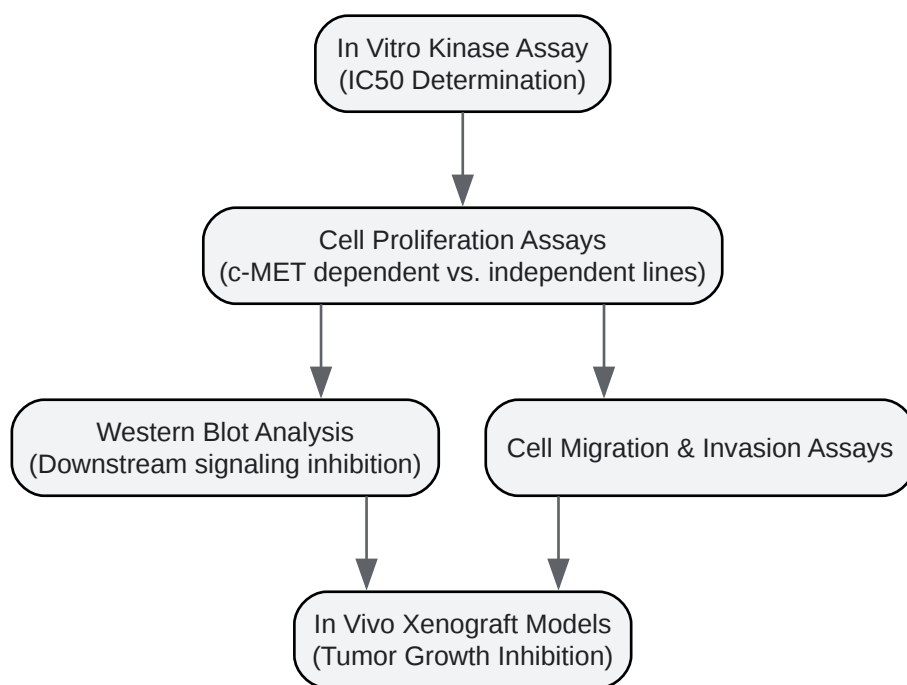 In Vitro Kinase Assay
(IC50 Determination)
Cell Proliferation Assays
(c-MET dependent vs. independent lines)
Western Blot Analysis
(Downstream signaling inhibition)
Cell Migration & Invasion Assays
In Vivo Xenograft Models
(Tumor Growth Inhibition)